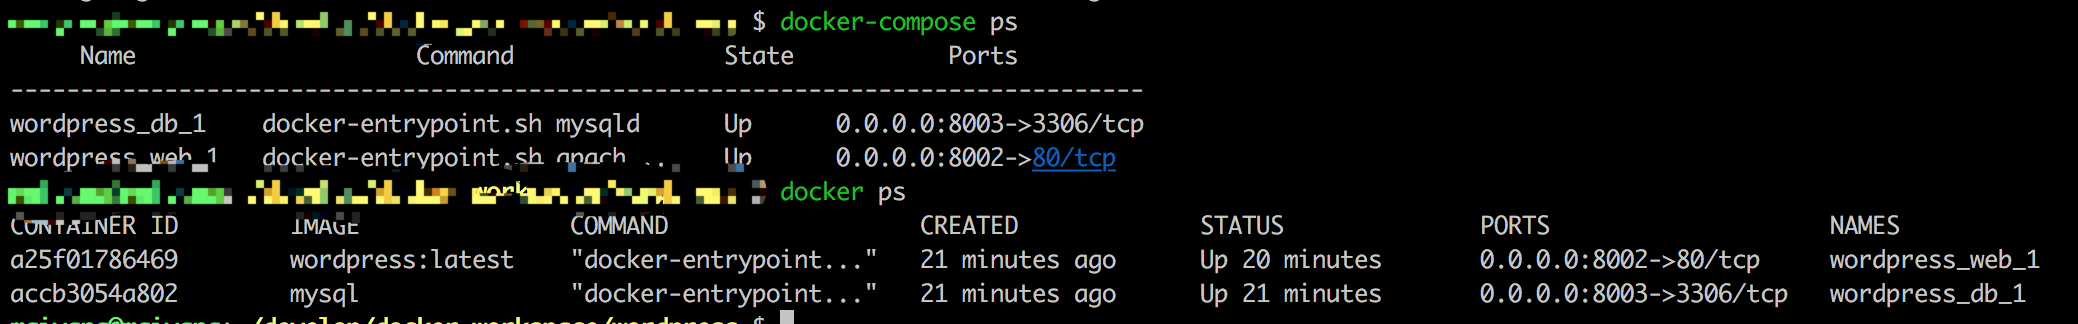 $ docker-compose ps
Name Command State Ports
--------------------------------------------------------------------------------
wordpress_db_1 docker-entrypoint.sh mysqld Up 0.0.0.0:8003->3306/tcp
wordpress_web_1 docker-entrypoint.sh apach ... Up 0.0.0.0:8002->80/tcp
work docker ps
CONTAINER ID IMAGE COMMAND CREATED STATUS PORTS NAMES
a25f01786469 wordpress:latest "docker-entrypoint..." 21 minutes ago Up 20 minutes 0.0.0.0:8002->80/tcp wordpress_web_1
accb3054a802 mysql "docker-entrypoint..." 21 minutes ago Up 21 minutes 0.0.0.0:8003->3306/tcp wordpress_db_1
$